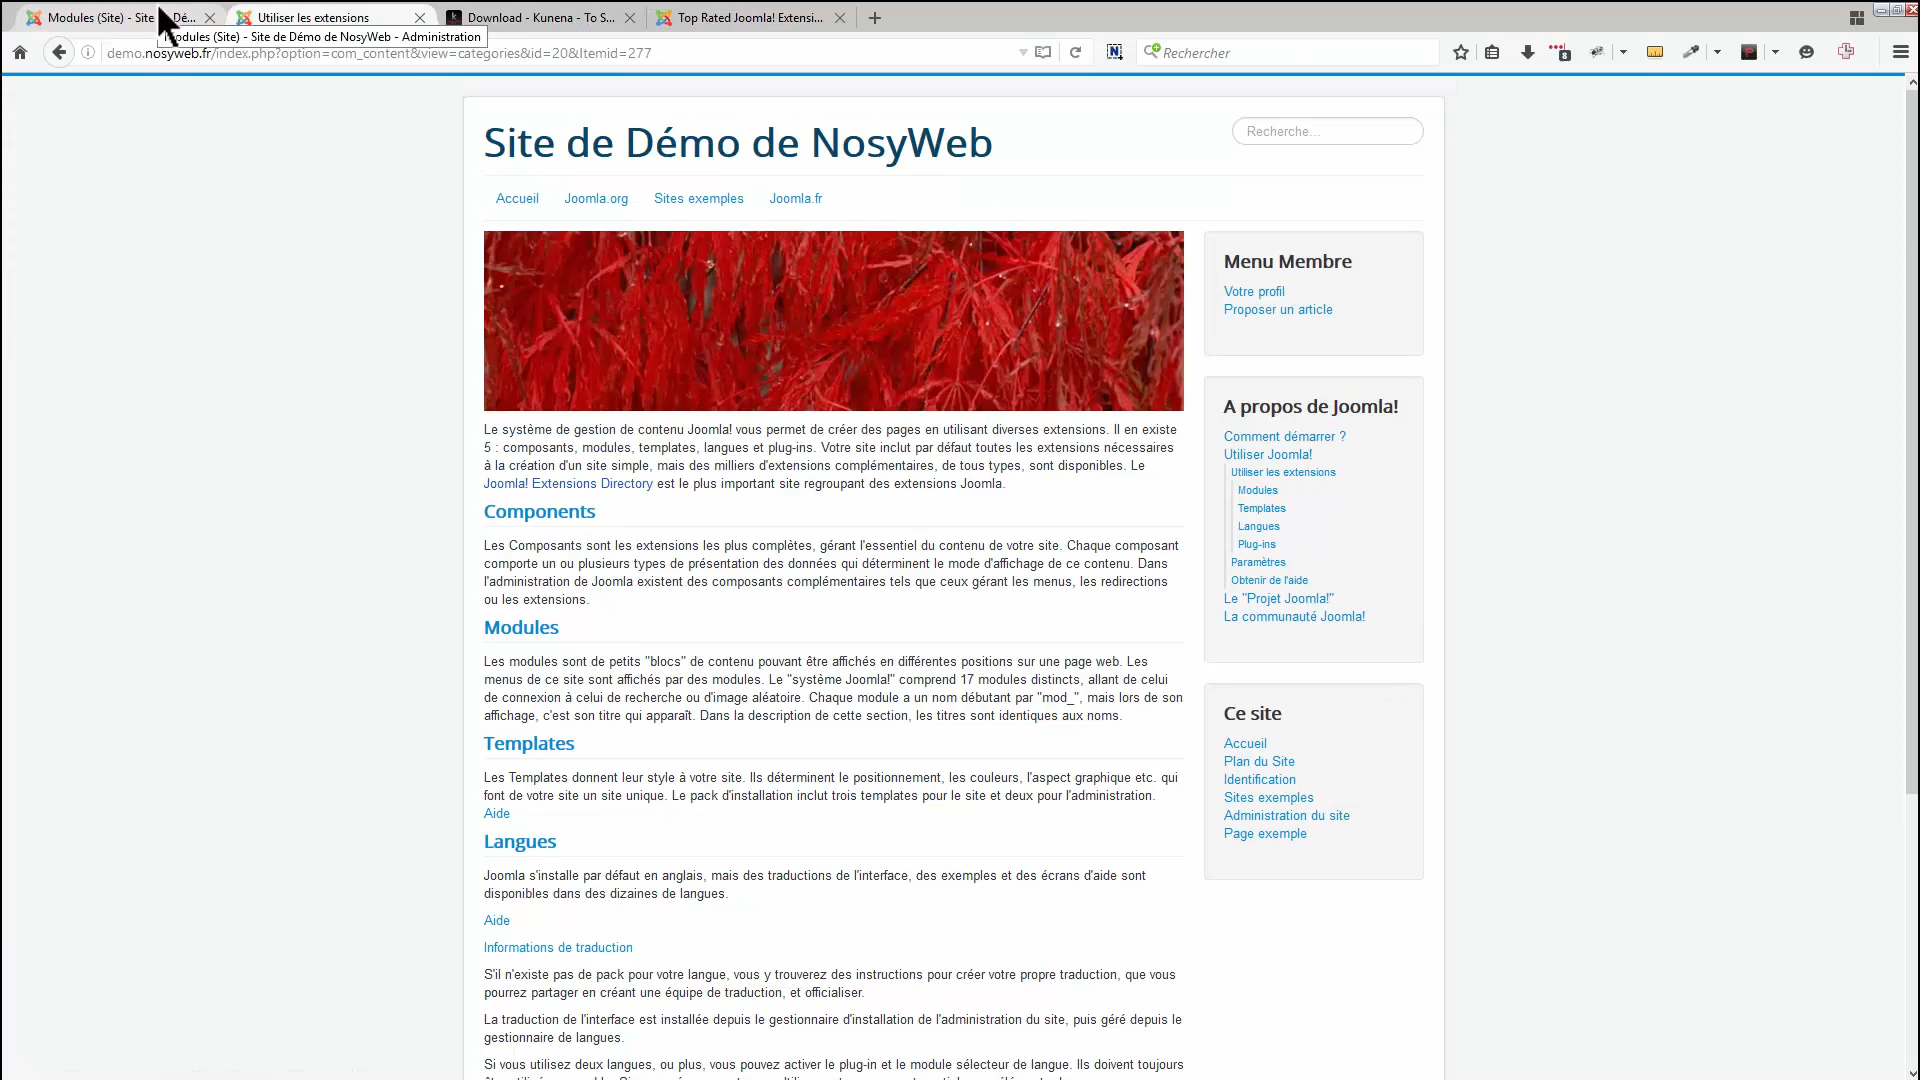 Modules (Site) - Site
Dé...
Utiliser les extensions
Download - Kunena - To S...
Top Rated Joomla! Extensi...
odules (Site) - Site de Démo de NosyWeb - Administration
demo.nosyweb.fr/index.php?option=com_content&view=categories&id=20&Itemid=277
Rechercher
8
Site de Démo de NosyWeb
Recherche...
Accueil
Joomla.org
Sites exemples
Joomla.fr
Le système de gestion de contenu Joomla! vous permet de créer des pages en utilisant diverses extensions. Il en existe
5 : composants, modules, templates, langues et plug-ins. Votre site inclut par défaut toutes les extensions nécessaires
à la création d'un site simple, mais des milliers d'extensions complémentaires, de tous types, sont disponibles. Le
Joomla! Extensions Directory est le plus important site regroupant des extensions Joomla.
Components
Les Composants sont les extensions les plus complètes, gérant l'essentiel du contenu de votre site. Chaque composant
comporte un ou plusieurs types de présentation des données qui déterminent le mode d'affichage de ce contenu. Dans
l'administration de Joomla existent des composants complémentaires tels que ceux gérant les menus, les redirections
ou les extensions.
Modules
Les modules sont de petits "blocs" de contenu pouvant être affichés en différentes positions sur une page web. Les
menus de ce site sont affichés par des modules. Le "système Joomla!" comprend 17 modules distincts, allant de celui
de connexion à celui de recherche ou d'image aléatoire. Chaque module a un nom débutant par "mod_", mais lors de son
affichage, c'est son titre qui apparaît. Dans la description de cette section, les titres sont identiques aux noms.
Templates
Les Templates donnent leur style à votre site. Ils déterminent le positionnement, les couleurs, l'aspect graphique etc. qui
font de votre site un site unique. Le pack d'installation inclut trois templates pour le site et deux pour l'administration.
Aide
Langues
Joomla s'installe par défaut en anglais, mais des traductions de l'interface, des exemples et des écrans d'aide sont
disponibles dans des dizaines de langues.
Aide
Informations de traduction
S'il n'existe pas de pack pour votre langue, vous y trouverez des instructions pour créer votre propre traduction, que vous
pourrez partager en créant une équipe de traduction, et officialiser.
La traduction de l'interface est installée depuis le gestionnaire d'installation de l'administration du site, puis géré depuis le
gestionnaire de langues.
Si vous utilisez deux langues, ou plus, vous pouvez activer le plug-in et le module sélecteur de langue. Ils doivent toujours
Menu Membre
Votre profil
Proposer un article
A propos de Joomla!
Comment démarrer ?
Utiliser Joomla!
Utiliser les extensions
Modules
Templates
Langues
Plug-ins
Paramètres
Obtenir de l'aide
Le "Projet Joomla!"
La communauté Joomla!
Ce site
Accueil
Plan du Site
Identification
Sites exemples
Administration du site
Page exemple